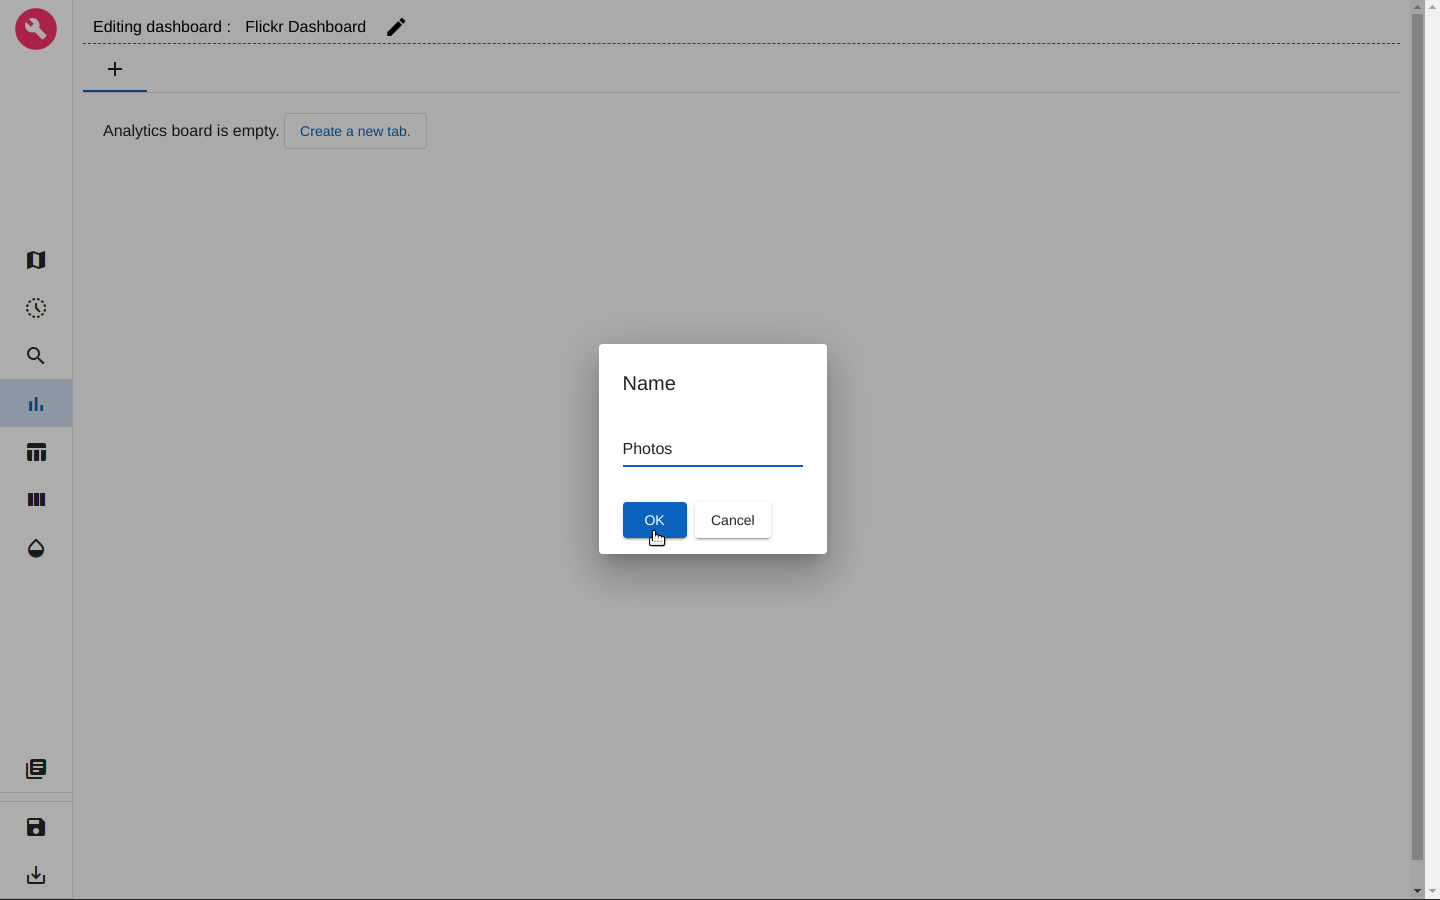 Editing dashboard : Flickr Dashboard
Analytics board is empty. Create a new tab.
Name
Photos
OK Cancel